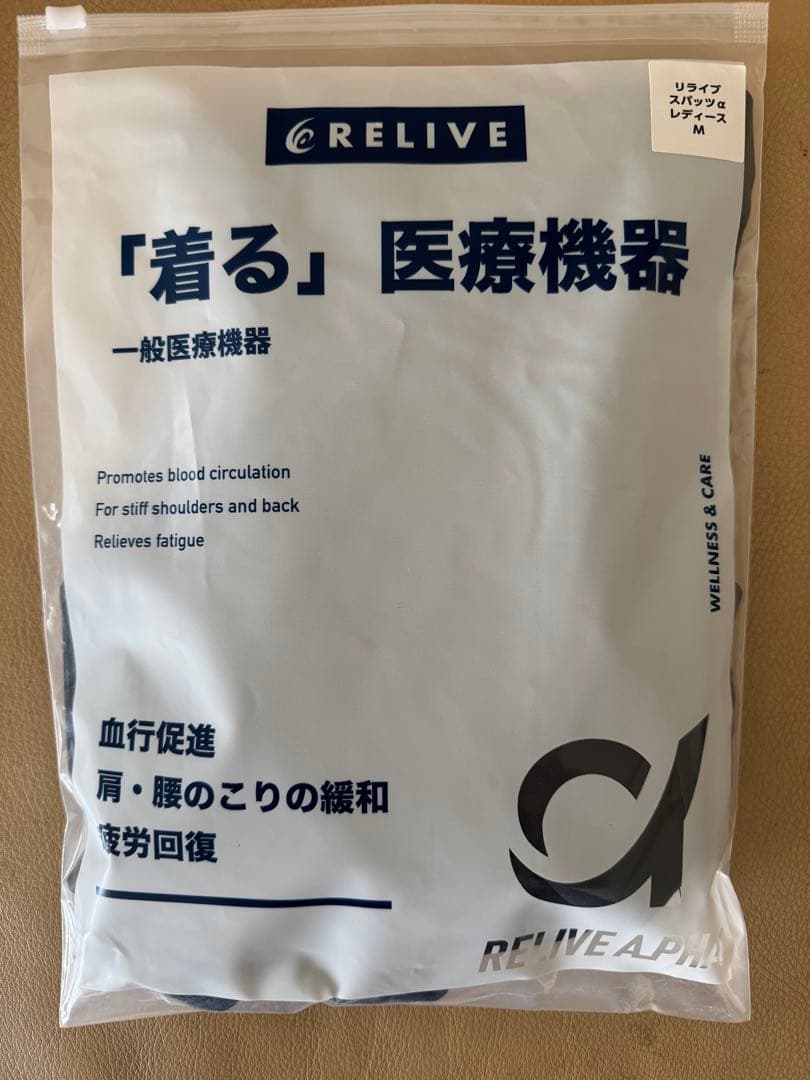 RELIVE
リライブ
スパッツα
レディース
M
「着る」医療機器
一般医療機器
Promotes blood circulation
For stiff shoulders and back
Relieves fatigue
WELLNESS & CARE
血行促進
肩・腰のこりの緩和
疲労回復
α
RELIVE ALPHA